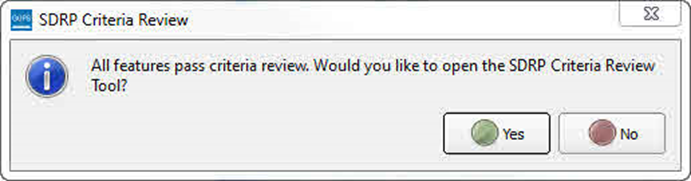 SDRP Criteria Review
All features pass criteria review. Would you like to open the SDRP Criteria Review
Tool?
Yes
No